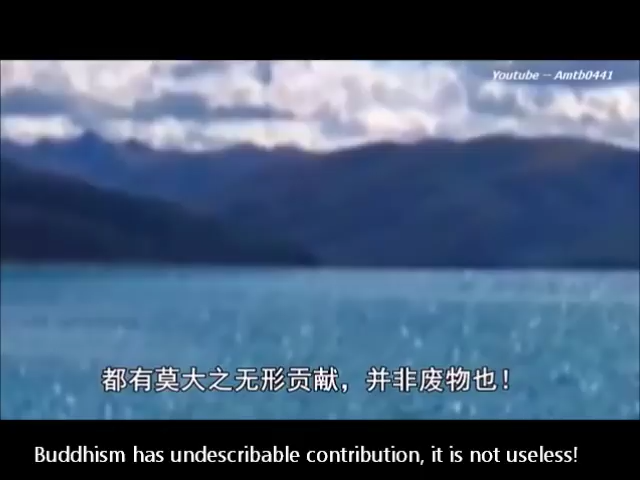 Youtube – Amtb0441
都有莫大之无形贡献，并非废物也！
Buddhism has undescribable contribution, it is not useless!